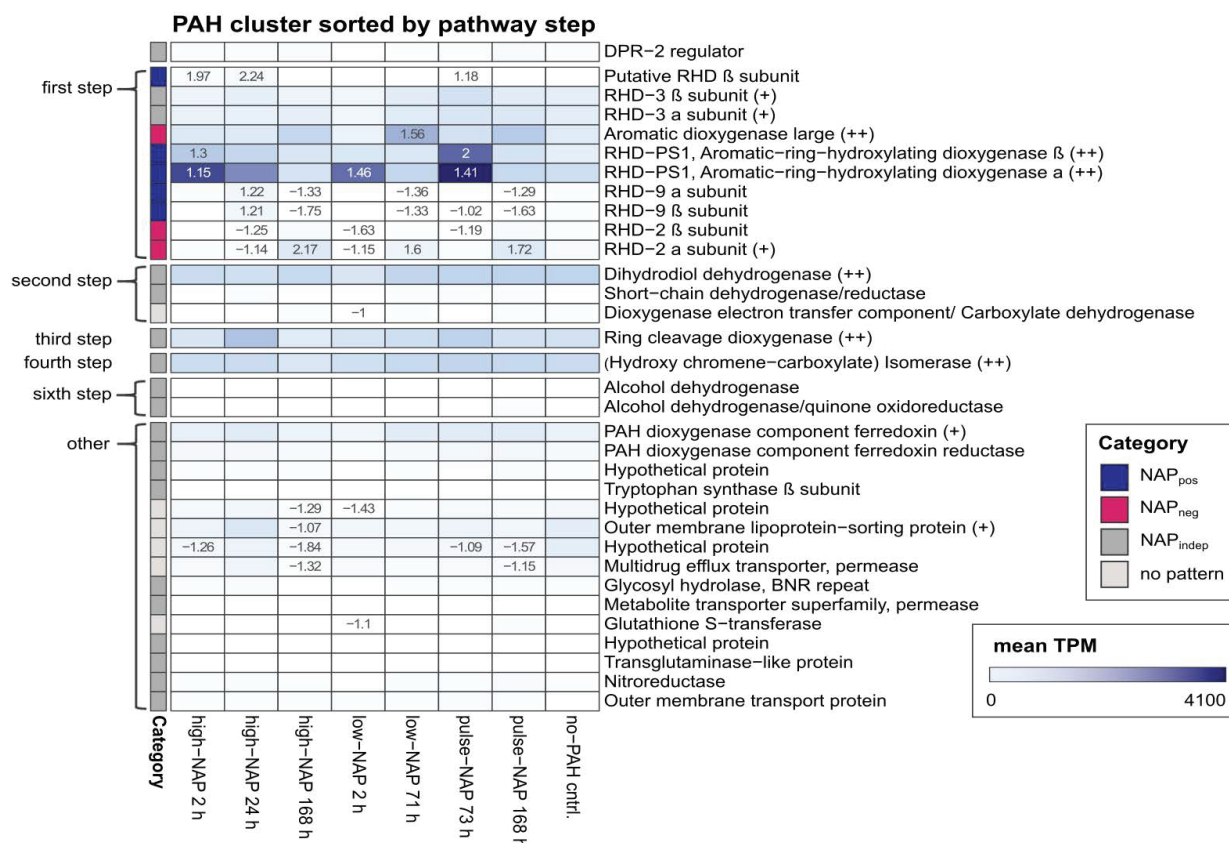 PAH cluster sorted by pathway step
DPR−2 regulator
first step
1.97 2.24 1.18 Putative RHD ß subunit
RHD−3 ß subunit (+)
RHD−3 a subunit (+)
1.56 Aromatic dioxygenase large (++)
1.3 2 RHD−PS1, Aromatic−ring−hydroxylating dioxygenase ß (++)
1.15 1.46 1.41 RHD−PS1, Aromatic−ring−hydroxylating dioxygenase a (++)
1.22 −1.33 −1.36 −1.29 RHD−9 a subunit
1.21 −1.75 −1.33 −1.02 −1.63 RHD−9 ß subunit
−1.25 −1.63 −1.19 RHD−2 ß subunit
−1.14 2.17 −1.15 1.6 1.72 RHD−2 a subunit (+)
second step
Dihydrodiol dehydrogenase (++)
Short−chain dehydrogenase/reductase
−1 Dioxygenase electron transfer component/ Carboxylate dehydrogenase
third step Ring cleavage dioxygenase (++)
fourth step (Hydroxy chromene−carboxylate) Isomerase (++)
sixth step
Alcohol dehydrogenase
Alcohol dehydrogenase/quinone oxidoreductase
other
PAH dioxygenase component ferredoxin (+)
PAH dioxygenase component ferredoxin reductase
Hypothetical protein
Tryptophan synthase ß subunit
−1.29 −1.43 Hypothetical protein
−1.07 Outer membrane lipoprotein−sorting protein (+)
−1.26 −1.84 −1.09 −1.57 Hypothetical protein
−1.32 −1.15 Multidrug efflux transporter, permease
Glycosyl hydrolase, BNR repeat
Metabolite transporter superfamily, permease
−1.1 Glutathione S−transferase
Hypothetical protein
Transglutaminase−like protein
Nitroreductase
Outer membrane transport protein
Category
high−NAP 2 h
high−NAP 24 h
high−NAP 168 h
low−NAP 2 h
low−NAP 71 h
pulse−NAP 73 h
pulse−NAP 168 h
no−PAH cntrl.
Category
NAPpos
NAPneg
NAPindep
no pattern
mean TPM
0 4100